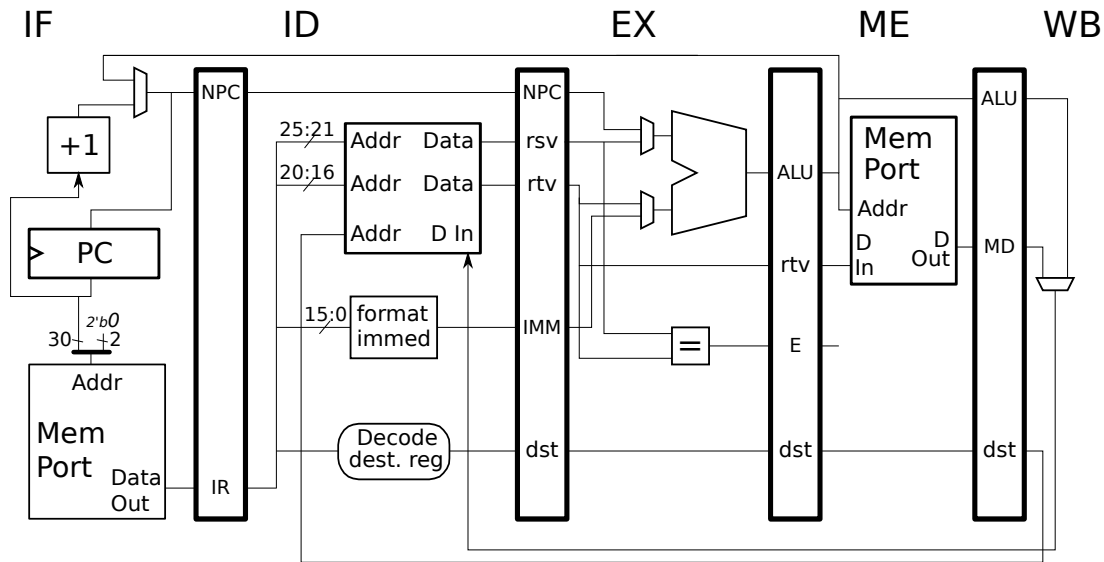 IF
ID
EX
ME
WB
+1
PC
30
2'b0
2
Addr
Mem
Port
Data
Out
NPC
IR
25:21
20:16
15:0
Addr
Data
Addr
Data
Addr
D In
format
immed
Decode
dest. reg
NPC
rsv
rtv
IMM
dst
=
ALU
rtv
E
dst
Mem
Port
Addr
D
In
D
Out
ALU
MD
dst